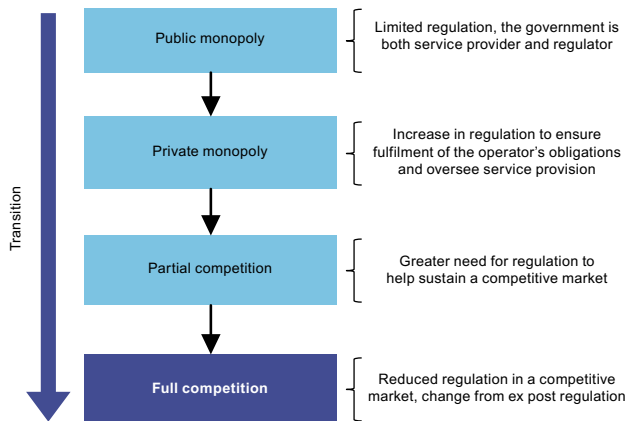 Transition
Public monopoly
Limited regulation, the government is
both service provider and regulator
Private monopoly
Increase in regulation to ensure
fulfilment of the operator's obligations
and oversee service provision
Partial competition
Greater need for regulation to
help sustain a competitive market
Full competition
Reduced regulation in a competitive
market, change from ex post regulation